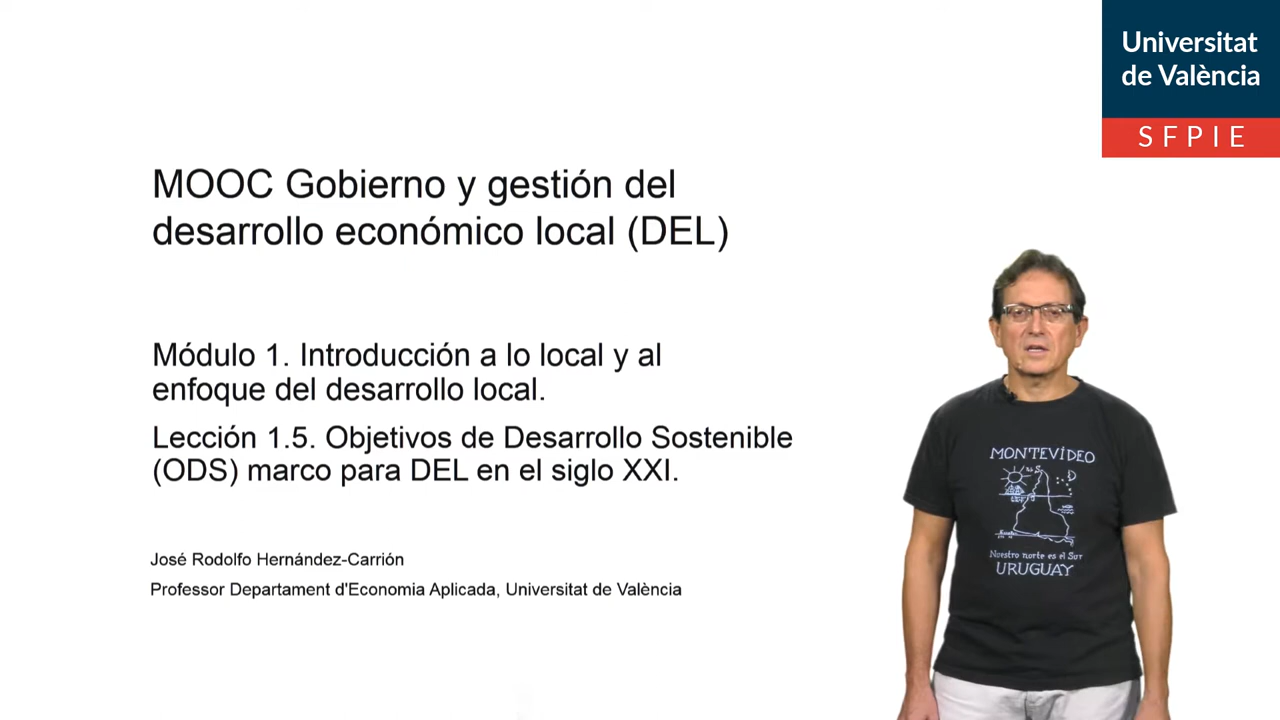 Universitat
de València
SFPIE
MOOC Gobierno y gestión del
desarrollo económico local (DEL)
Módulo 1. Introducción a lo local y al
enfoque del desarrollo local.
Lección 1.5. Objetivos de Desarrollo Sostenible
(ODS) marco para DEL en el siglo XXI.
José Rodolfo Hernández-Carrión
Professor Departament d'Economia Aplicada, Universitat de València
MONTEVIDEO
Nuestro norte es el Sur
URUGUAY